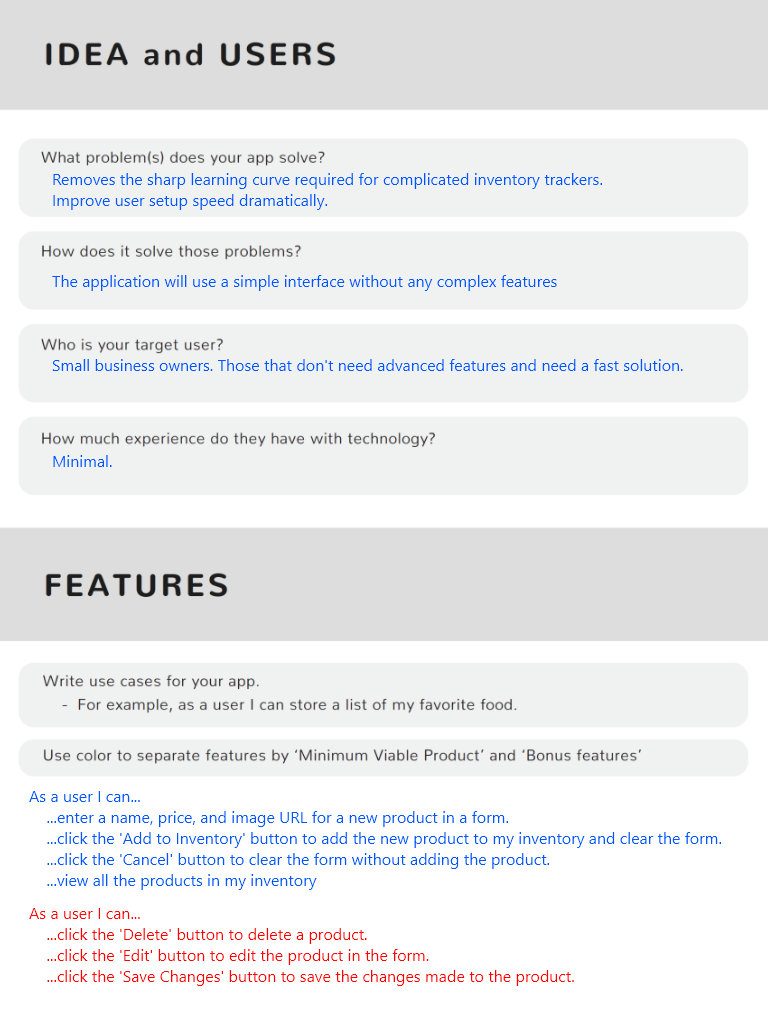 IDEA and USERS
What problem(s) does your app solve?
Removes the sharp learning curve required for complicated inventory trackers.
Improve user setup speed dramatically.
How does it solve those problems?
The application will use a simple interface without any complex features
Who is your target user?
Small business owners. Those that don't need advanced features and need a fast solution.
How much experience do they have with technology?
Minimal.
FEATURES
Write use cases for your app.
- For example, as a user I can store a list of my favorite food.
Use color to separate features by ‘Minimum Viable Product’ and ‘Bonus features’
As a user I can...
...enter a name, price, and image URL for a new product in a form.
...click the 'Add to Inventory' button to add the new product to my inventory and clear the form.
...click the 'Cancel' button to clear the form without adding the product.
...view all the products in my inventory
As a user I can...
...click the 'Delete' button to delete a product.
...click the 'Edit' button to edit the product in the form.
...click the 'Save Changes' button to save the changes made to the product.